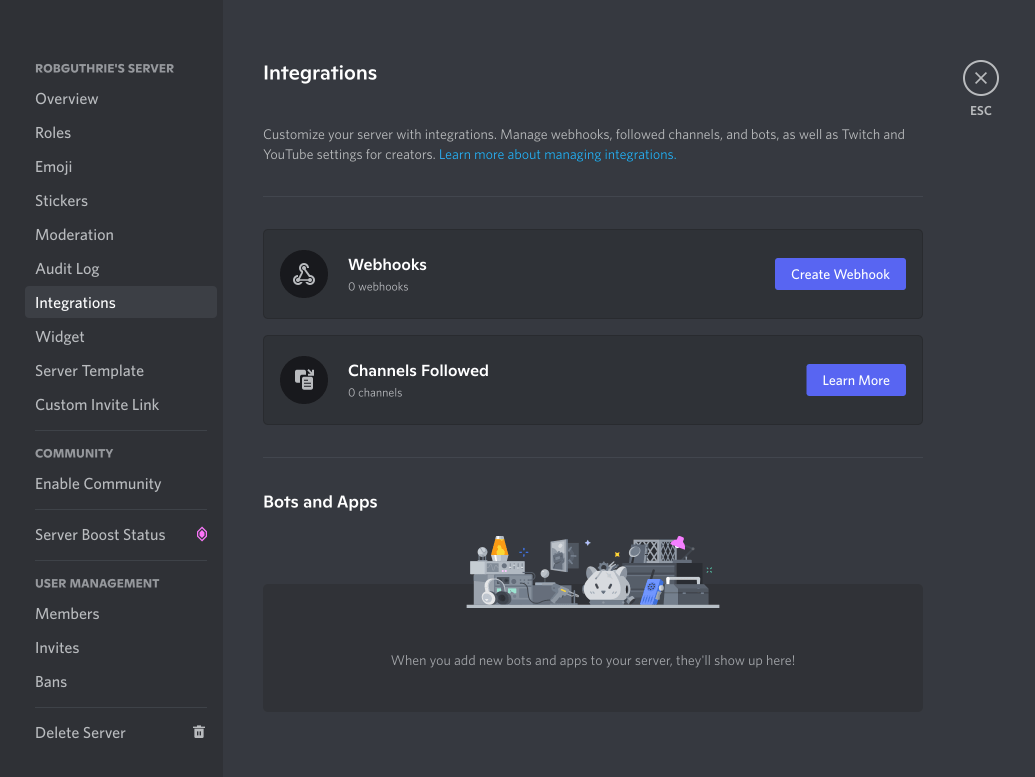 ROBGUTHRIE'S SERVER
Overview
Roles
Emoji
Stickers
Moderation
Audit Log
Integrations
Widget
Server Template
Custom Invite Link
COMMUNITY
Enable Community
Server Boost Status
USER MANAGEMENT
Members
Invites
Bans
Delete Server
Integrations
ESC
Customize your server with integrations. Manage webhooks, followed channels, and bots, as well as Twitch and
YouTube settings for creators. Learn more about managing integrations.
Webhooks
0 webhooks
Create Webhook
Channels Followed
0 channels
Learn More
Bots and Apps
When you add new bots and apps to your server, they'll show up here!